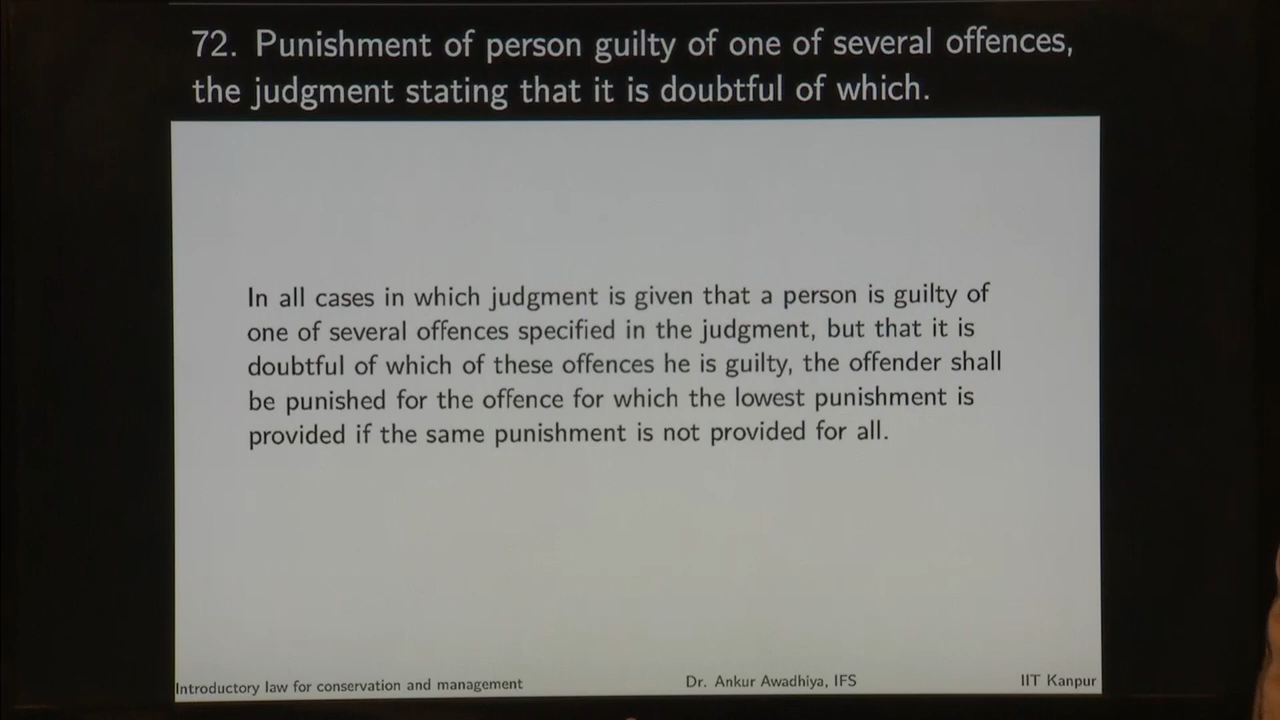 72. Punishment of person guilty of one of several offences,
the judgment stating that it is doubtful of which.
In all cases in which judgment is given that a person is guilty of
one of several offences specified in the judgment, but that it is
doubtful of which of these offences he is guilty, the offender shall
be punished for the offence for which the lowest punishment is
provided if the same punishment is not provided for all.
Introductory law for conservation and management Dr. Ankur Awadhiya, IFS IIT Kanpur